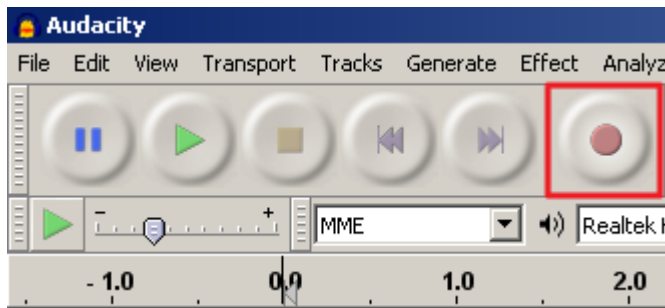 Audacity
File Edit View Transport Tracks Generate Effect Analyz
- + MME Realtek
- 1.0 0.0 1.0 2.0